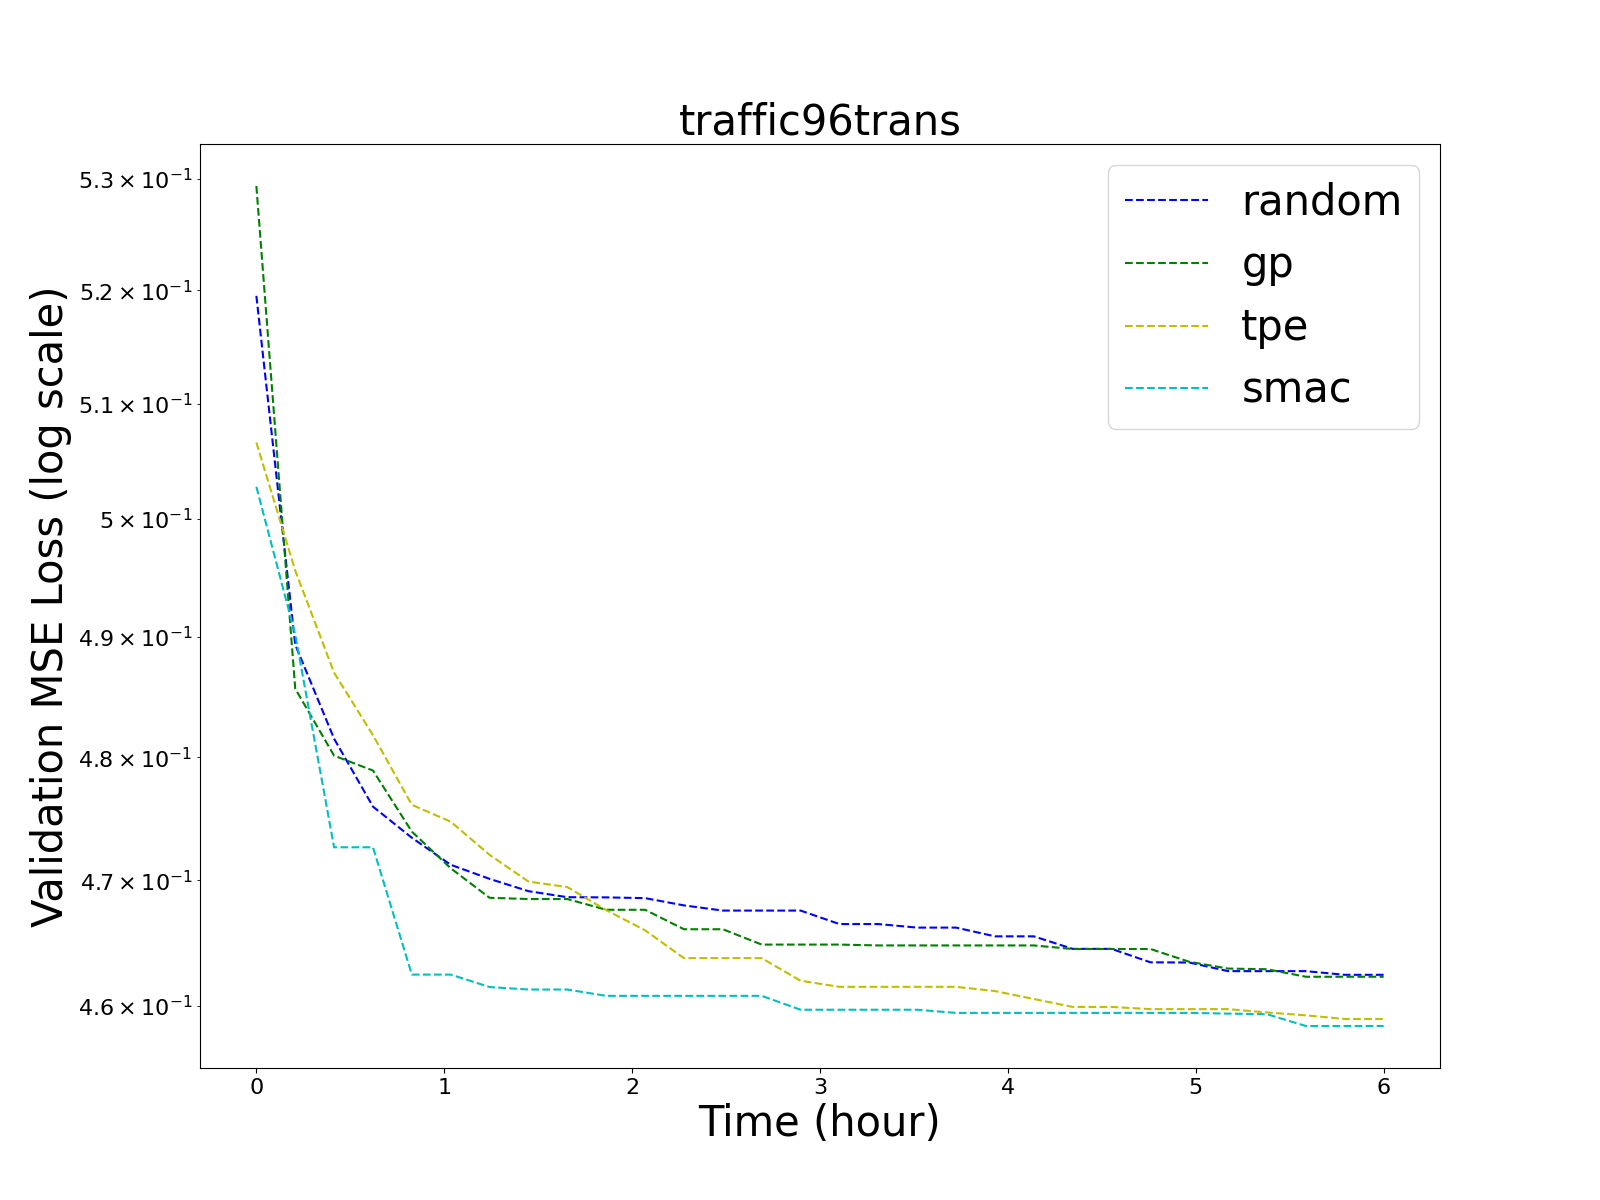 traffic96trans
Validation MSE Loss (log scale)
5.3 × 10⁻¹
5.2 × 10⁻¹
5.1 × 10⁻¹
5 × 10⁻¹
4.9 × 10⁻¹
4.8 × 10⁻¹
4.7 × 10⁻¹
4.6 × 10⁻¹
random
gp
tpe
smac
0 1 2 3 4 5 6
Time (hour)